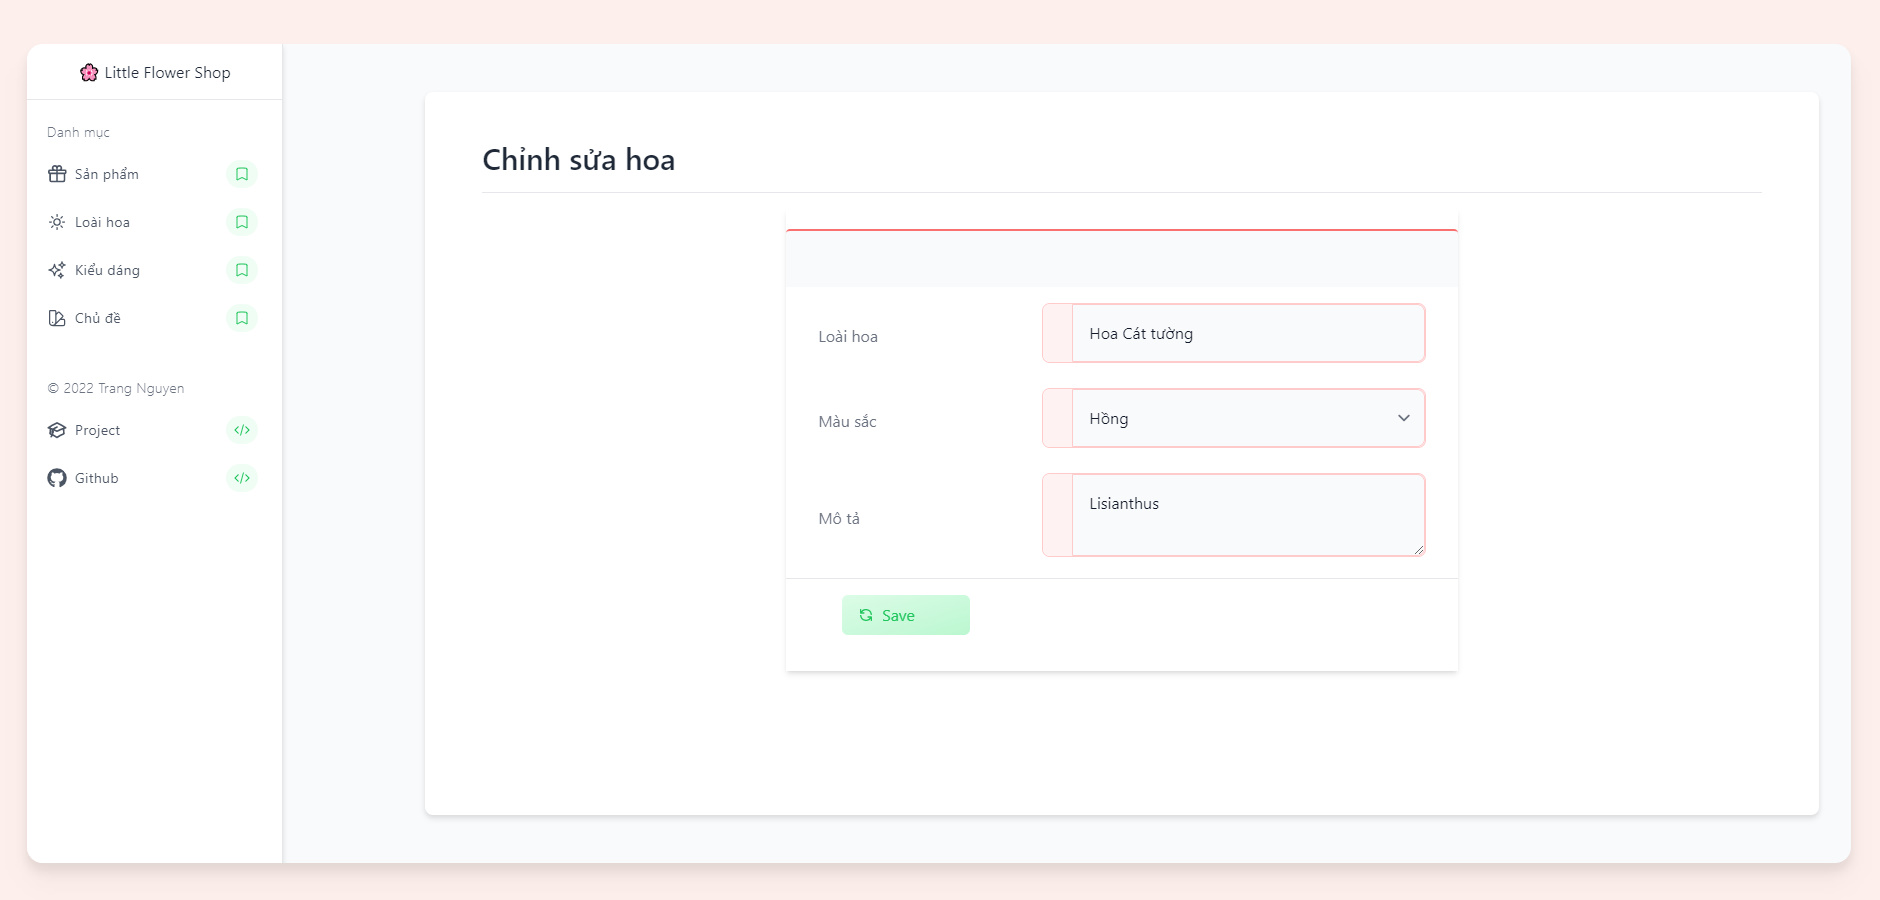 Little Flower Shop
Danh mục
Sản phẩm
Loài hoa
Kiểu dáng
Chủ đề
© 2022 Trang Nguyen
Project
Github
Chỉnh sửa hoa
Loài hoa
Hoa Cát tường
Màu sắc
Hồng
Mô tả
Lisianthus
Save